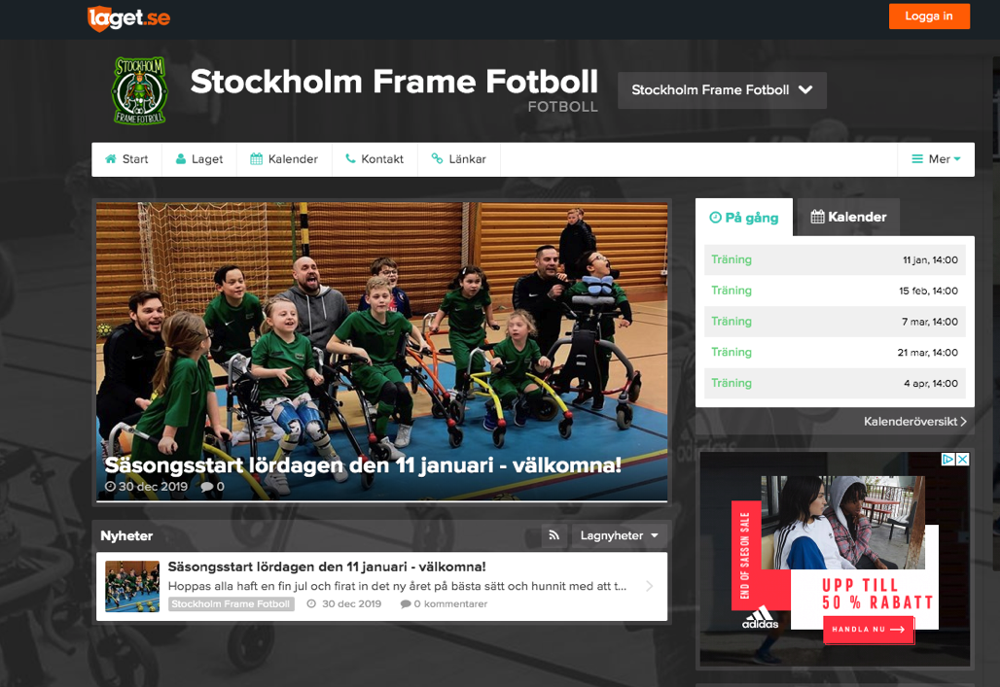 laget.se
Logga in
STOCKHOLM
FRAME FOTBOLL
Stockholm Frame Fotboll
FOTBOLL
Stockholm Frame Fotboll
Start
Laget
Kalender
Kontakt
Länkar
Mer
Säsongsstart lördagen den 11 januari - välkomna!
30 dec 2019 0
På gång
Kalender
Träning 11 jan, 14:00
Träning 15 feb, 14:00
Träning 7 mar, 14:00
Träning 21 mar, 14:00
Träning 4 apr, 14:00
Kalenderöversikt
Nyheter
Lagnyheter
Säsongsstart lördagen den 11 januari - välkomna!
Hoppas alla haft en fin jul och firat in det ny året på bästa sätt och hunnit med att t...
Stockholm Frame Fotboll 30 dec 2019 0 kommentarer
END OF SAESON SALE
adidas
UPP TILL
50 % RABATT
HANDLA NU